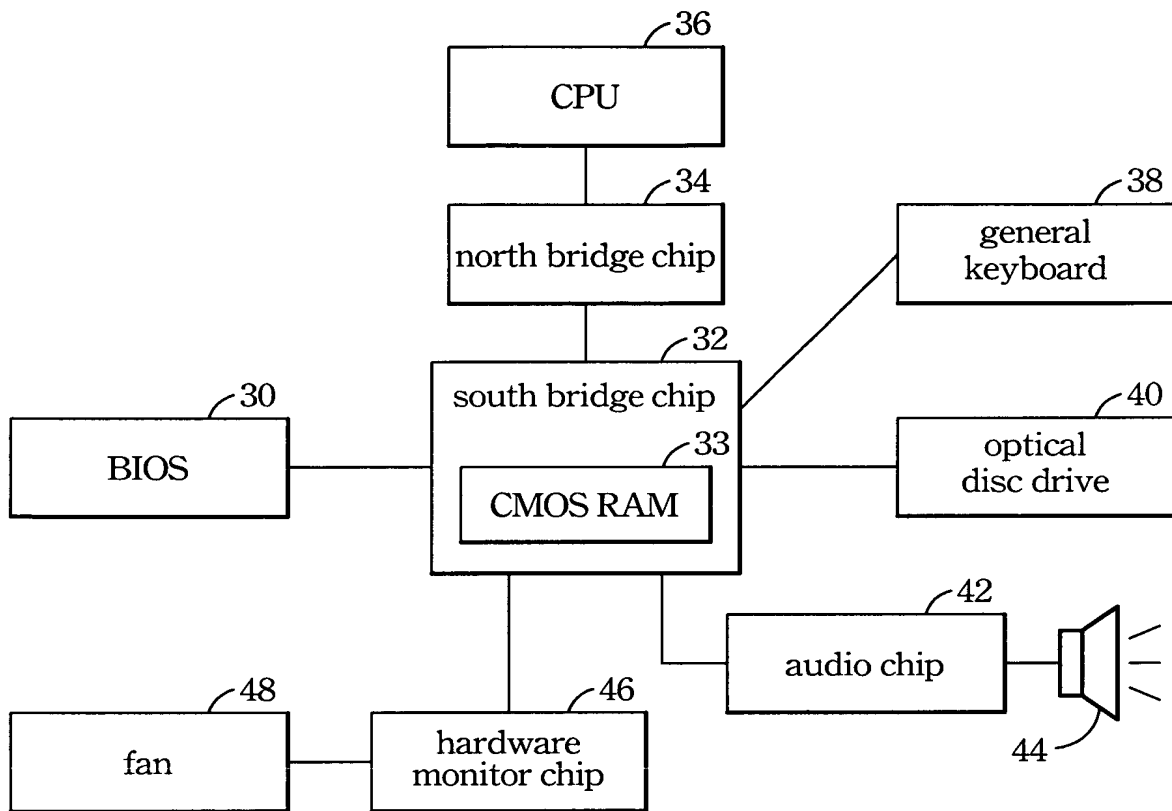 36
CPU
34
north bridge chip
38
general
keyboard
32
south bridge chip
30
BIOS
33
CMOS RAM
40
optical
disc drive
42
audio chip
44
48
fan
46
hardware
monitor chip